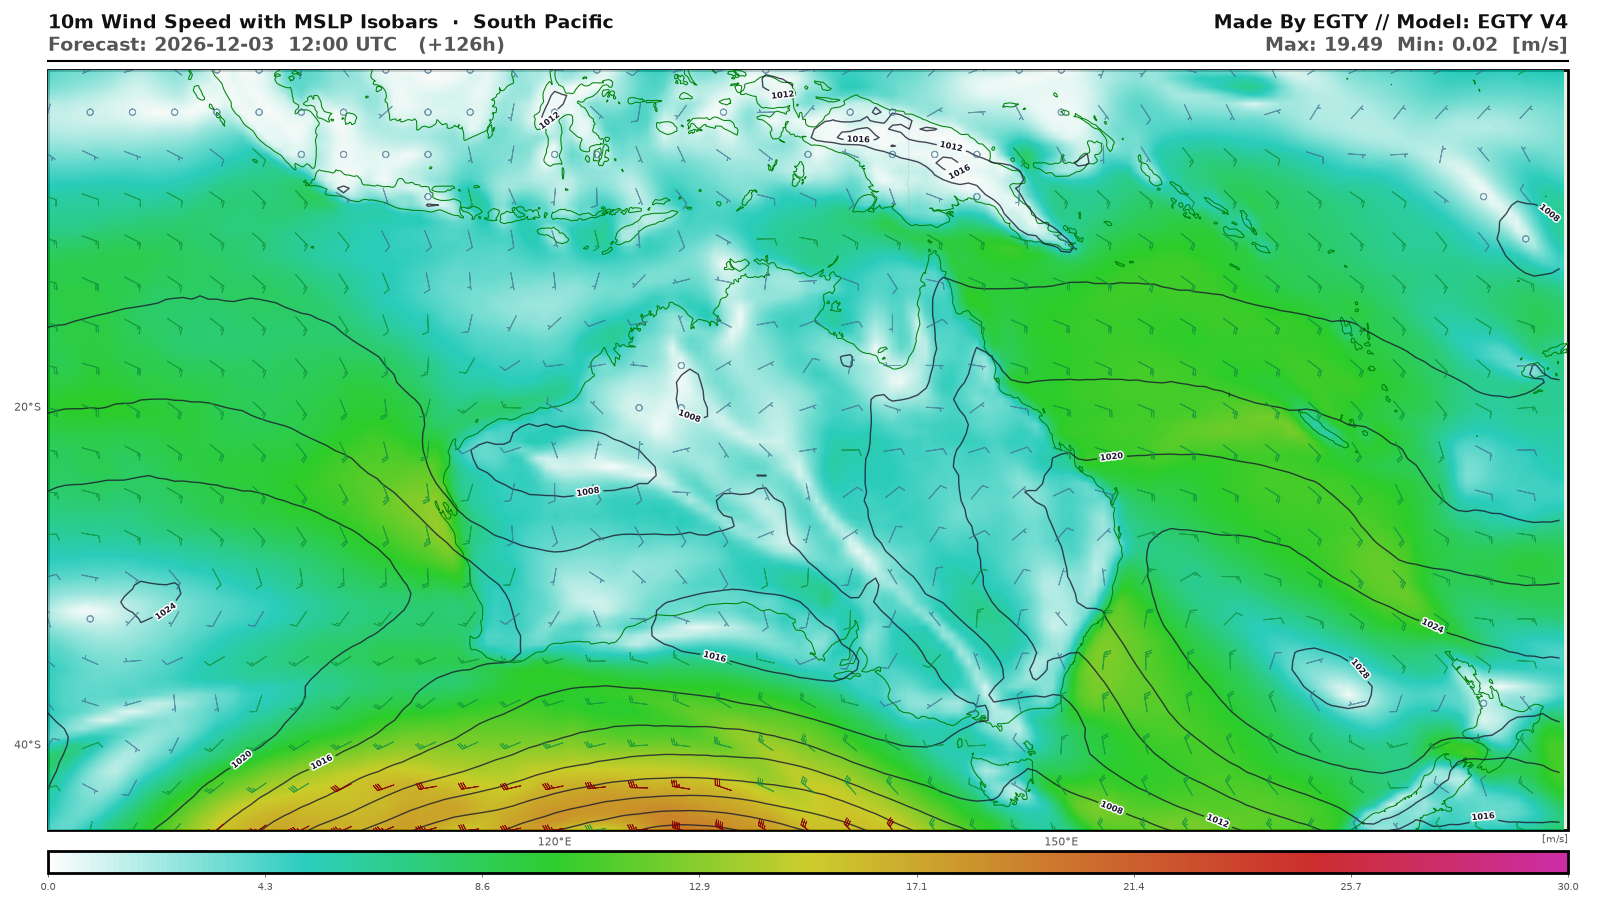 10m Wind Speed with MSLP Isobars · South Pacific
Made By EGTY // Model: EGTY V4
Forecast: 2026-12-03 12:00 UTC (+126h)
Max: 19.49 Min: 0.02 [m/s]
1012
1012
1016
1012
1016
1008
20°S
1008
1020
1008
1024
1024
1016
1028
40°S
1020
1016
1008
1012
1016
120°E
150°E
[m/s]
0.0 4.3 8.6 12.9 17.1 21.4 25.7 30.0